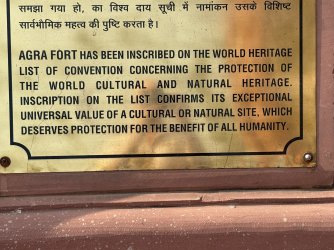 समझा गया हो, का विश्व दाय सूची में नामांकन उसके विशिष्ट
सार्वभौमिक महत्व की पुष्टि करता है।
AGRA FORT HAS BEEN INSCRIBED ON THE WORLD HERITAGE
LIST OF CONVENTION CONCERNING THE PROTECTION OF
THE WORLD CULTURAL AND NATURAL HERITAGE.
INSCRIPTION ON THE LIST CONFIRMS ITS EXCEPTIONAL
UNIVERSAL VALUE OF A CULTURAL OR NATURAL SITE, WHICH
DESERVES PROTECTION FOR THE BENEFIT OF ALL HUMANITY.